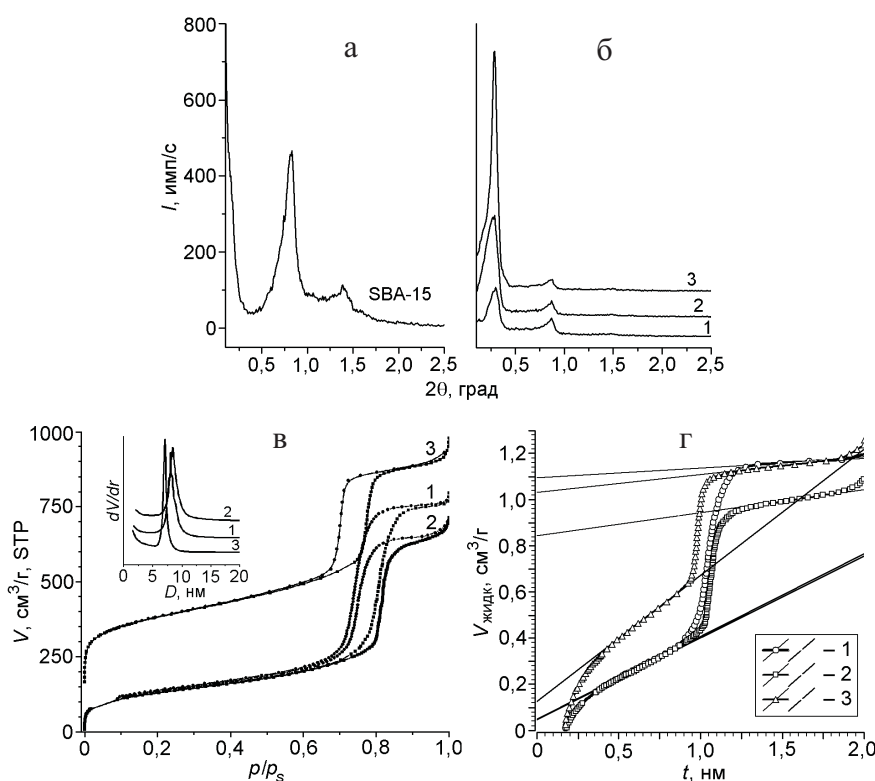 800
600
400
200
0
I, имп/с
а
SBA-15
0,5 1,0 1,5 2,0 2,5
б
3
2
1
0,5 1,0 1,5 2,0 2,5
2θ, град
в
1000
750
500
250
0
V, см³/г, STP
dV/dr
2
1
3
0 5 10 15 20
D, нм
3
1
2
0 0,2 0,4 0,6 0,8 1,0
p/pₛ
г
1,2
1,0
0,8
0,6
0,4
0,2
0
Vжидк, см³/г
– 1
– 2
– 3
0 0,5 1,0 1,5 2,0
t, нм